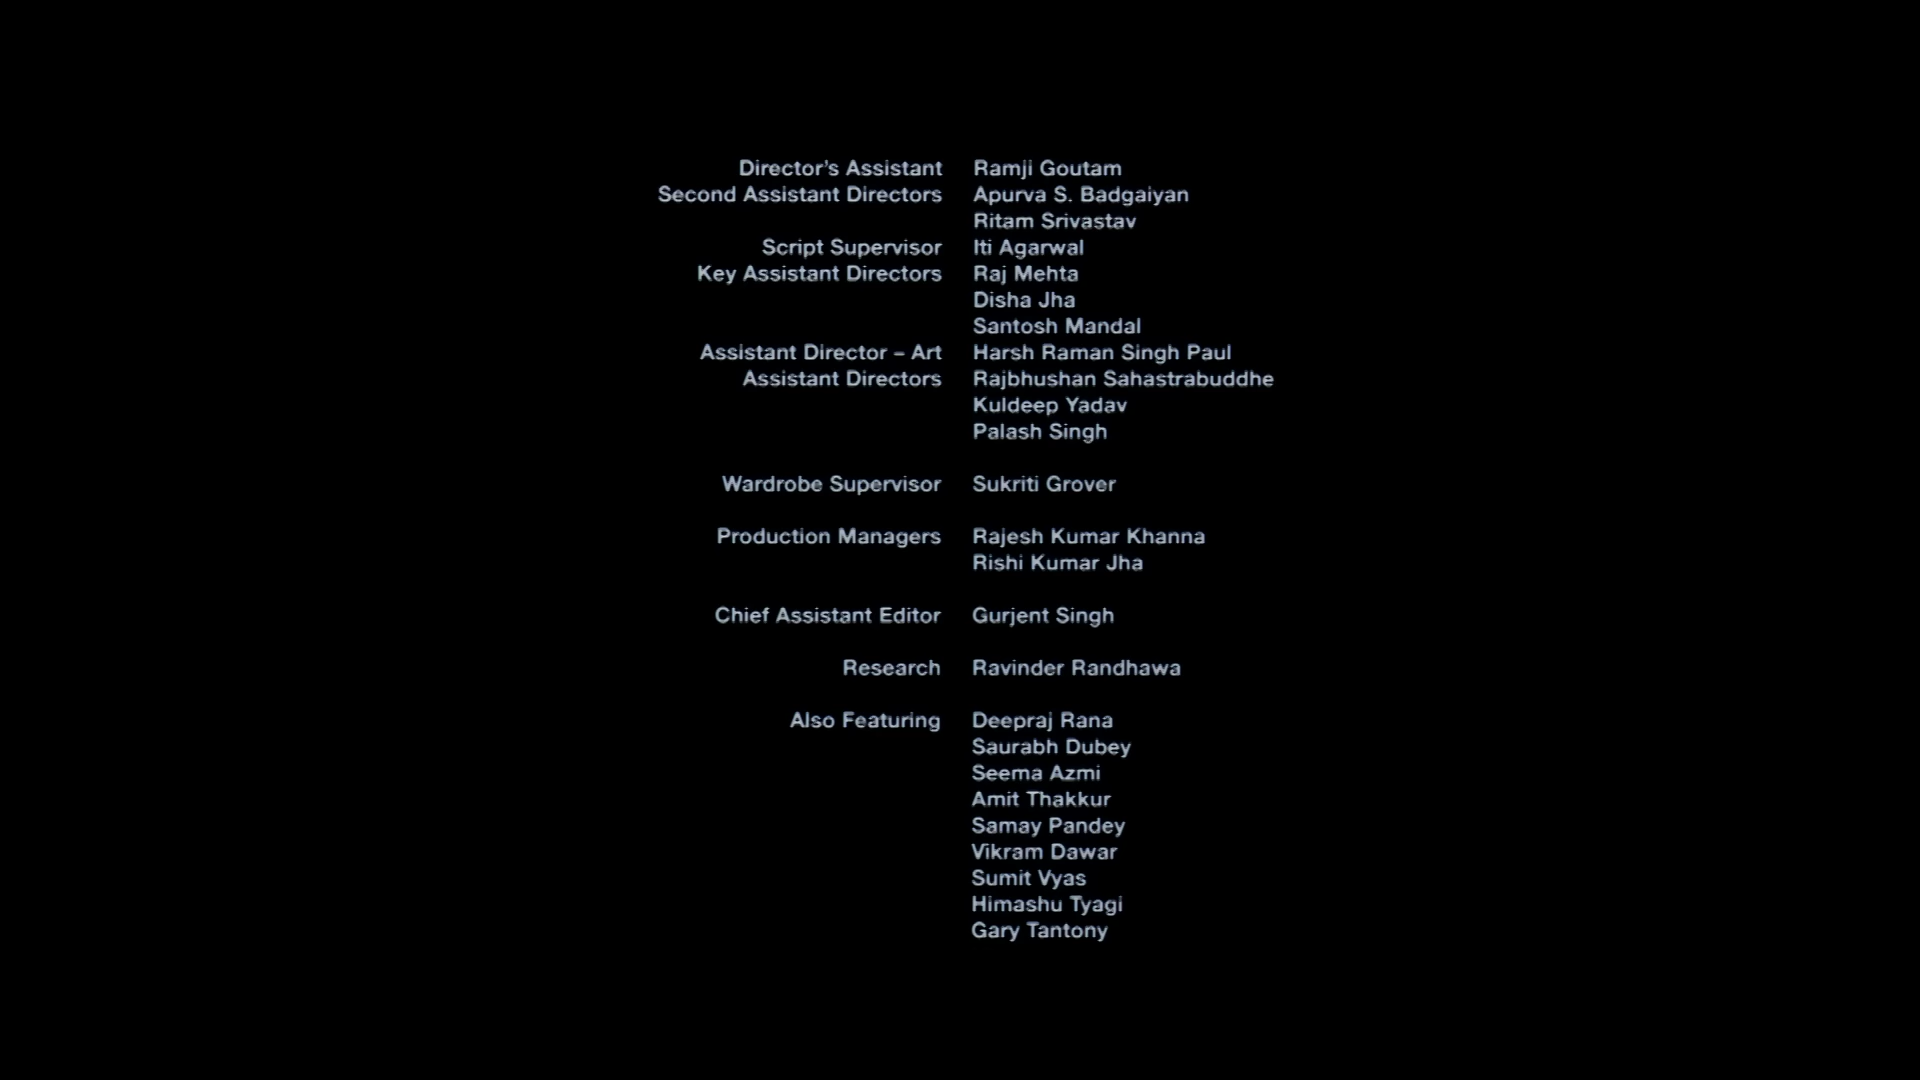 Director's Assistant Ramji Goutam
Second Assistant Directors Apurva S. Badgaiyan
Ritam Srivastav
Script Supervisor Iti Agarwal
Key Assistant Directors Raj Mehta
Disha Jha
Santosh Mandal
Assistant Director – Art Harsh Raman Singh Paul
Assistant Directors Rajbhushan Sahastrabuddhe
Kuldeep Yadav
Palash Singh
Wardrobe Supervisor Sukriti Grover
Production Managers Rajesh Kumar Khanna
Rishi Kumar Jha
Chief Assistant Editor Gurjent Singh
Research Ravinder Randhawa
Also Featuring Deepraj Rana
Saurabh Dubey
Seema Azmi
Amit Thakkur
Samay Pandey
Vikram Dawar
Sumit Vyas
Himashu Tyagi
Gary Tantony